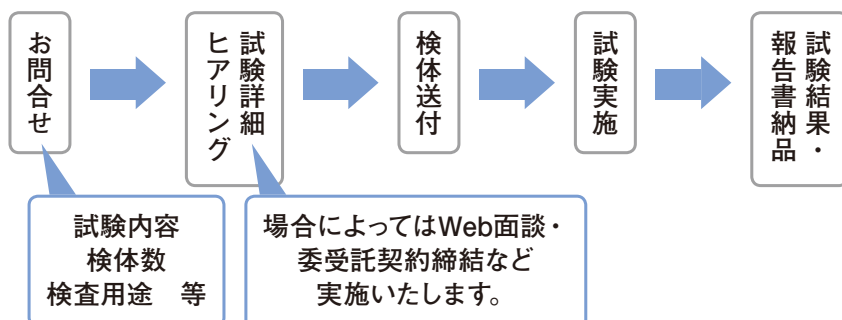 お問合せ
試験詳細
ヒアリング
検体送付
試験実施
試験結果・
報告書納品
試験内容
検体数
検査用途　等
場合によってはWeb面談・
委受託契約締結など
実施いたします。